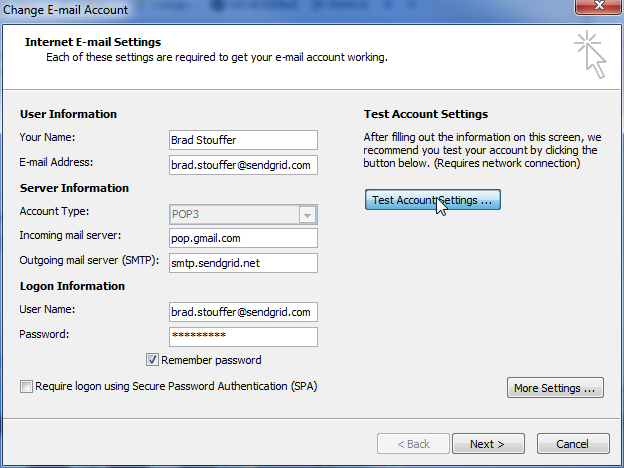 Change E-mail Account
Internet E-mail Settings
Each of these settings are required to get your e-mail account working.
User Information
Your Name:
Brad Stouffer
E-mail Address:
brad.stouffer@sendgrid.com
Server Information
Account Type:
POP3
Incoming mail server:
pop.gmail.com
Outgoing mail server (SMTP):
smtp.sendgrid.net
Logon Information
User Name:
brad.stouffer@sendgrid.com
Password:
*********
Remember password
Require logon using Secure Password Authentication (SPA)
Test Account Settings
After filling out the information on this screen, we
recommend you test your account by clicking the
button below. (Requires network connection)
Test Account Settings ...
More Settings ...
< Back
Next >
Cancel